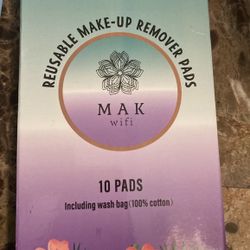 REUSABLE MAKE-UP REMOVER PADS
MAK
wifi
10 PADS
Including wash bag (100% cotton)